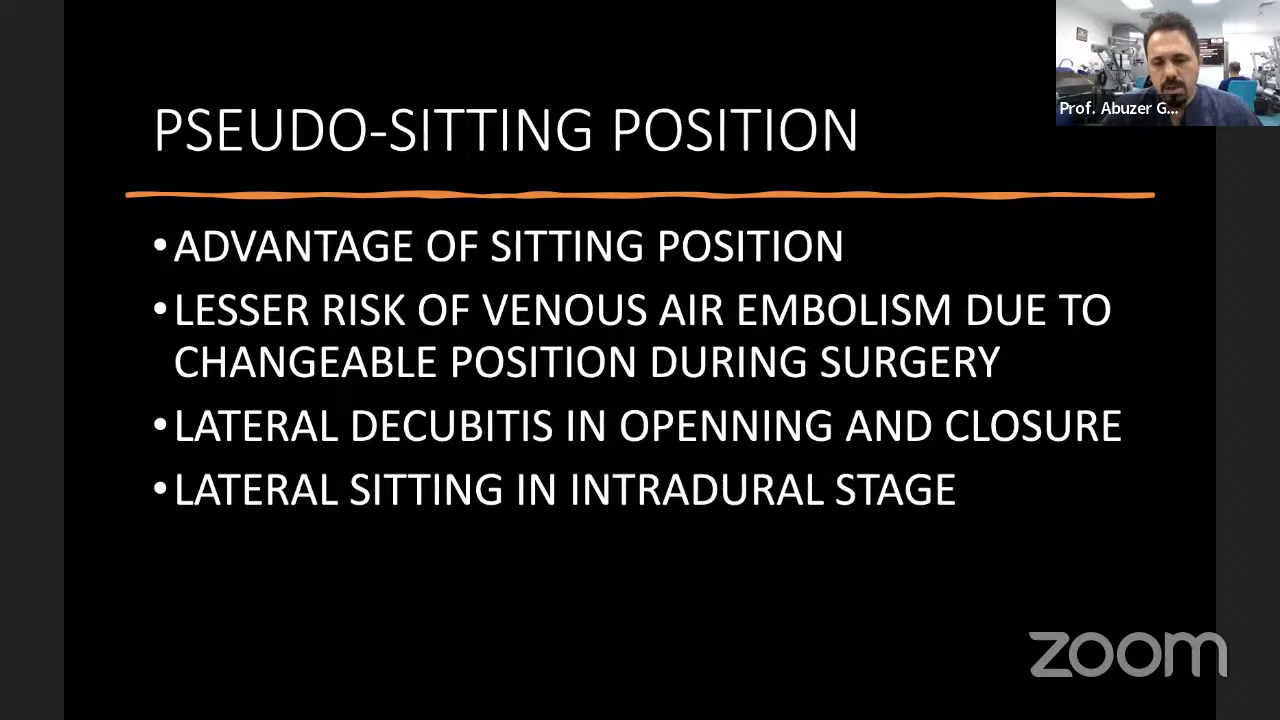 PSEUDO-SITTING POSITION
•ADVANTAGE OF SITTING POSITION
•LESSER RISK OF VENOUS AIR EMBOLISM DUE TO
CHANGEABLE POSITION DURING SURGERY
•LATERAL DECUBITIS IN OPENNING AND CLOSURE
•LATERAL SITTING IN INTRADURAL STAGE
Prof. Abuzer G...
zoom